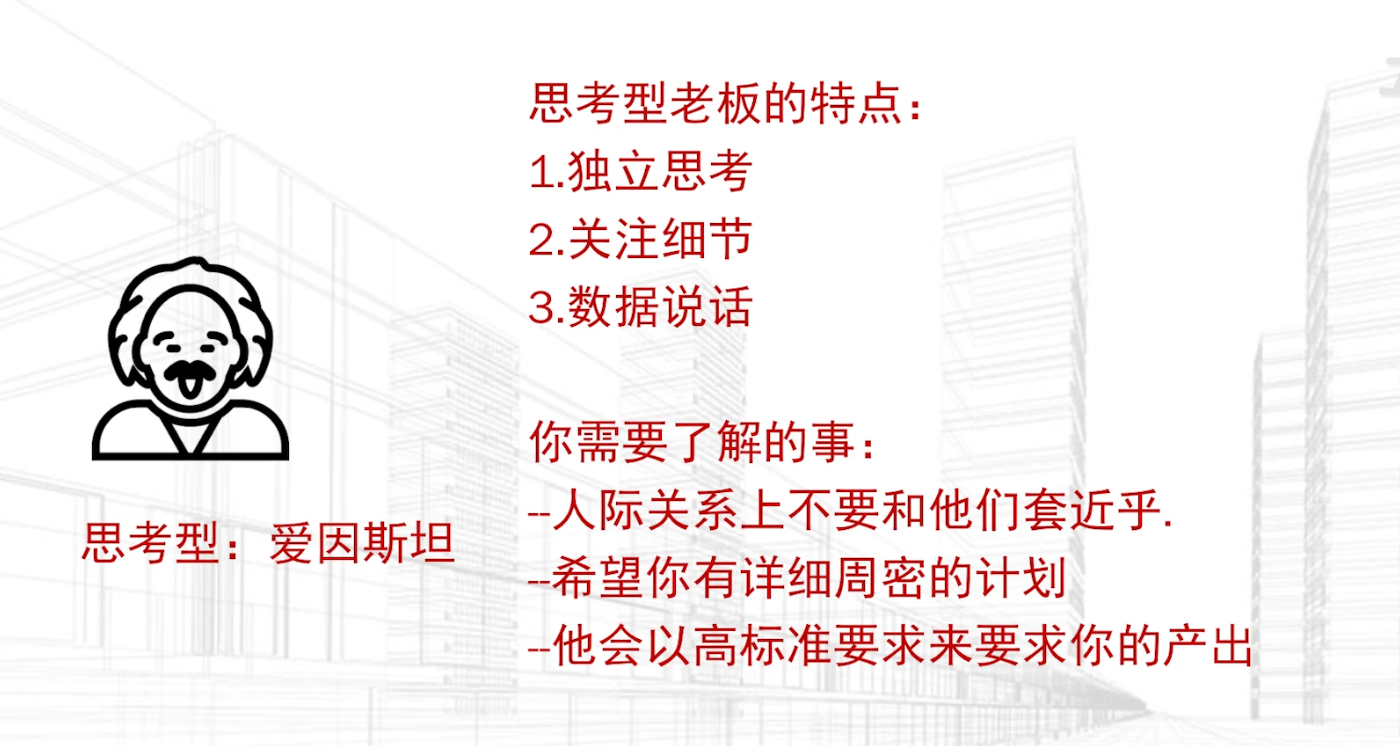 思考型老板的特点：
1.独立思考
2.关注细节
3.数据说话
你需要了解的事：
--人际关系上不要和他们套近乎.
--希望你有详细周密的计划
--他会以高标准要求来要求你的产出
思考型：爱因斯坦